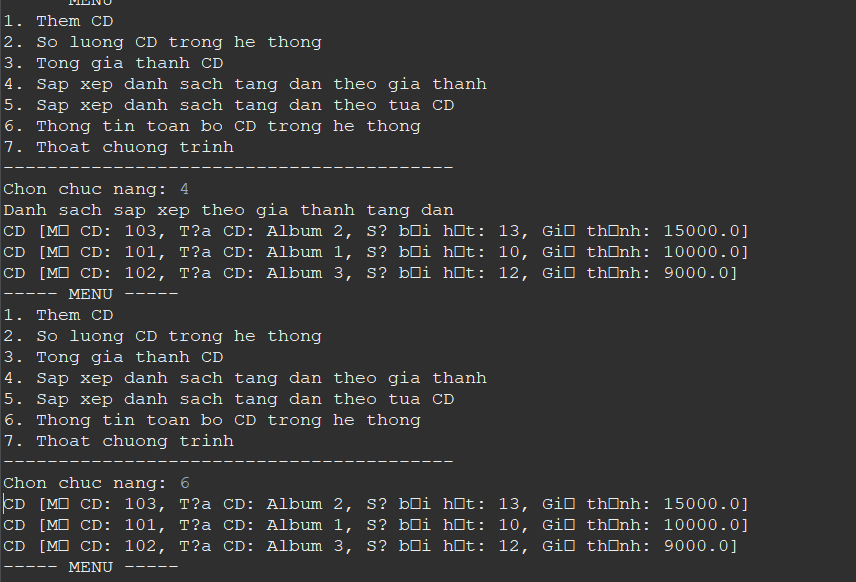 MENU
1. Them CD
2. So luong CD trong he thong
3. Tong gia thanh CD
4. Sap xep danh sach tang dan theo gia thanh
5. Sap xep danh sach tang dan theo tua CD
6. Thong tin toan bo CD trong he thong
7. Thoat chuong trinh
-----------------------------------------
Chon chuc nang: 4
Danh sach sap xep theo gia thanh tang dan
CD [M□ CD: 103, T?a CD: Album 2, S? b□i h□t: 13, Gi□ th□nh: 15000.0]
CD [M□ CD: 101, T?a CD: Album 1, S? b□i h□t: 10, Gi□ th□nh: 10000.0]
CD [M□ CD: 102, T?a CD: Album 3, S? b□i h□t: 12, Gi□ th□nh: 9000.0]
----- MENU -----
1. Them CD
2. So luong CD trong he thong
3. Tong gia thanh CD
4. Sap xep danh sach tang dan theo gia thanh
5. Sap xep danh sach tang dan theo tua CD
6. Thong tin toan bo CD trong he thong
7. Thoat chuong trinh
-----------------------------------------
Chon chuc nang: 6
CD [M□ CD: 103, T?a CD: Album 2, S? b□i h□t: 13, Gi□ th□nh: 15000.0]
CD [M□ CD: 101, T?a CD: Album 1, S? b□i h□t: 10, Gi□ th□nh: 10000.0]
CD [M□ CD: 102, T?a CD: Album 3, S? b□i h□t: 12, Gi□ th□nh: 9000.0]
----- MENU -----